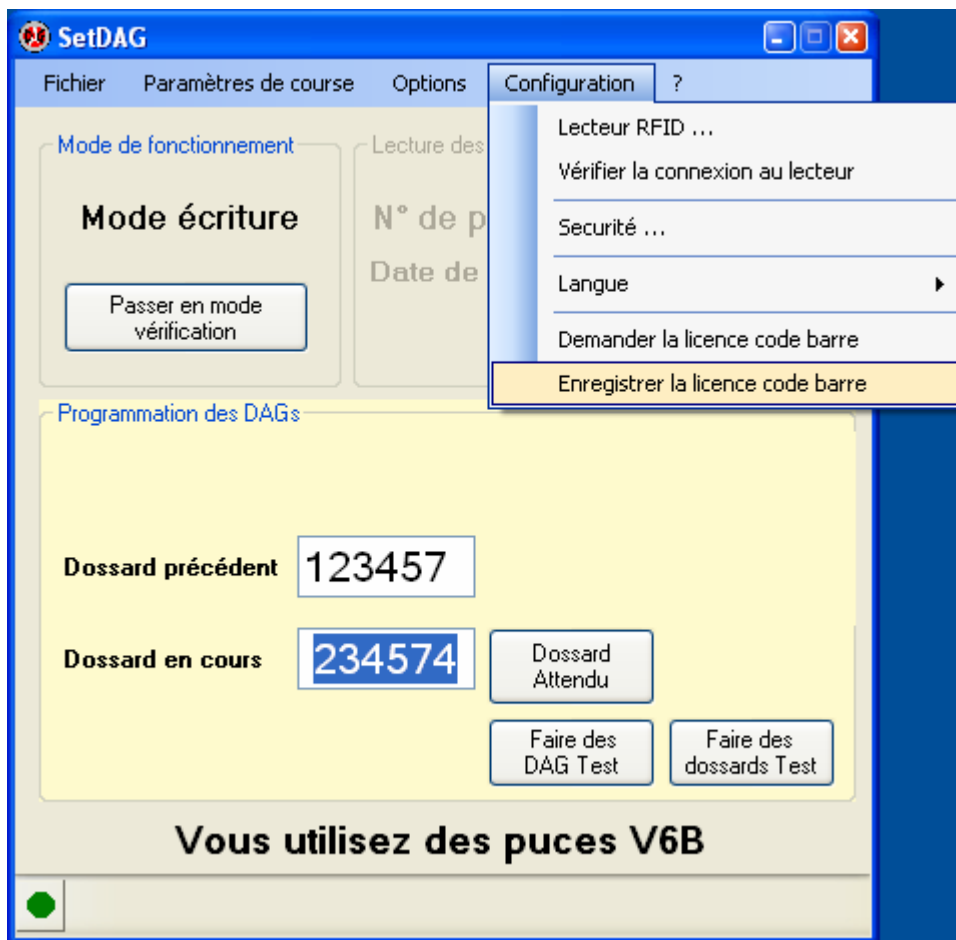 SetDAG
Fichier Paramètres de course Options Configuration ?
Lecteur RFID ...
Vérifier la connexion au lecteur
Securité ...
Langue
Demander la licence code barre
Enregistrer la licence code barre
Mode de fonctionnement
Mode écriture
Passer en mode
vérification
Lecture des
N° de p
Date de
Programmation des DAGs
Dossard précédent 123457
Dossard en cours 234574
Dossard
Attendu
Faire des
DAG Test
Faire des
dossards Test
Vous utilisez des puces V6B